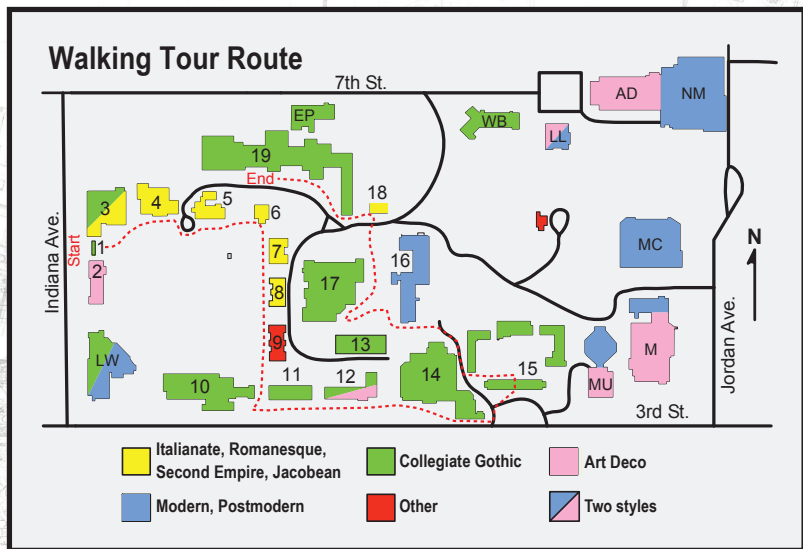 Walking Tour Route
7th St.
AD
NM
EP
WB
LL
19
End
18
3
4
5
6
Indiana Ave.
Start
1
2
7
16
MC
N
8
17
9
13
LW
10
11
12
14
15
MU
M
Jordan Ave.
3rd St.
Italianate, Romanesque,
Second Empire, Jacobean
Collegiate Gothic
Art Deco
Modern, Postmodern
Other
Two styles